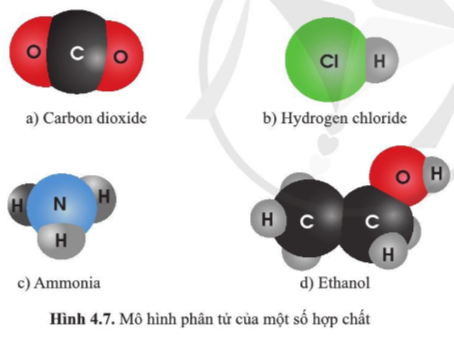 O C O
Cl H
a) Carbon dioxide
b) Hydrogen chloride
H N H
H
O H
H C C
H
c) Ammonia
d) Ethanol
Hình 4.7. Mô hình phân tử của một số hợp chất